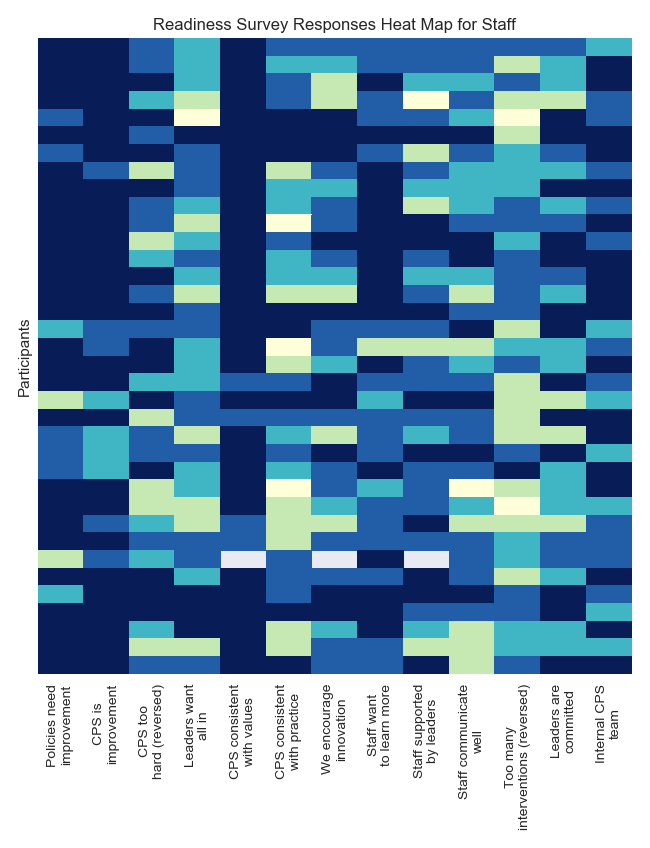 Readiness Survey Responses Heat Map for Staff
Participants
Policies need
improvement
CPS is
improvement
CPS too
hard (reversed)
Leaders want
all in
CPS consistent
with values
CPS consistent
with practice
We encourage
innovation
Staff want
to learn more
Staff supported
by leaders
Staff communicate
well
Too many
interventions (reversed)
Leaders are
committed
Internal CPS
team